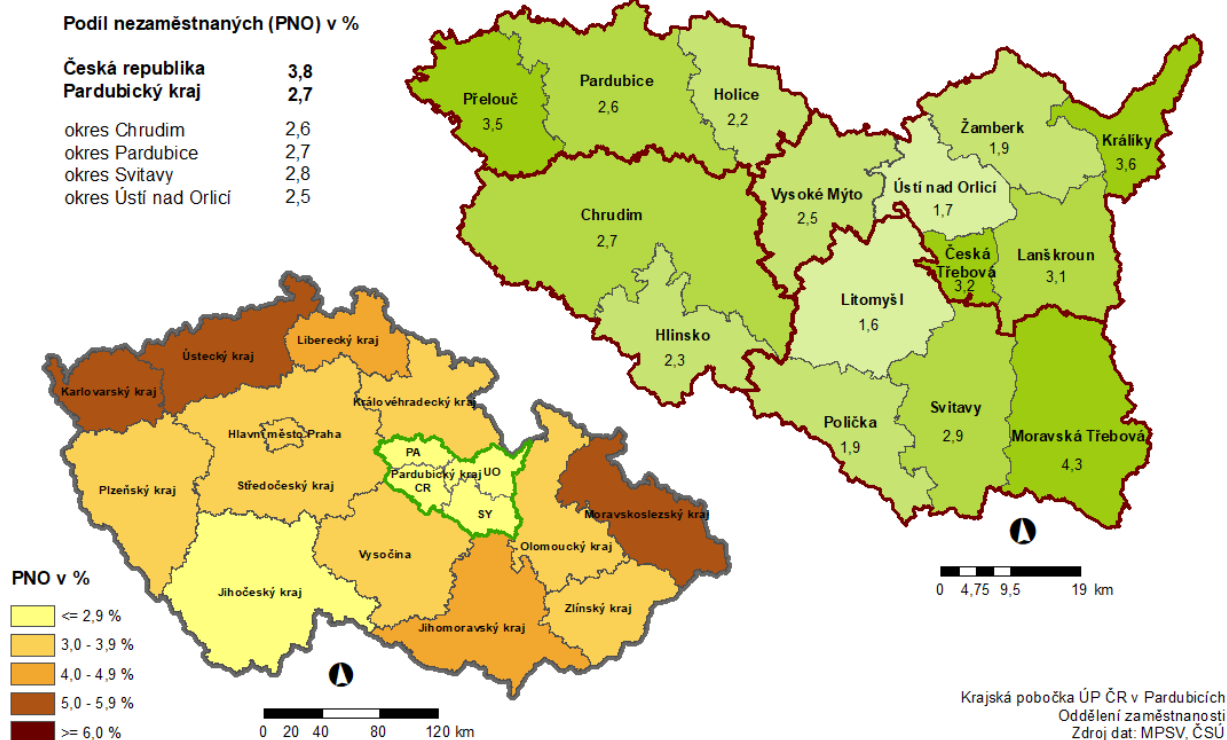 Podíl nezaměstnaných (PNO) v %
Česká republika 3,8
Pardubický kraj 2,7
okres Chrudim 2,6
okres Pardubice 2,7
okres Svitavy 2,8
okres Ústí nad Orlicí 2,5
Přelouč
3,5
Pardubice
2,6
Holice
2,2
Žamberk
1,9
Králíky
3,6
Vysoké Mýto
2,5
Ústí nad Orlicí
1,7
Chrudim
2,7
Česká
Třebová
3,2
Lanškroun
3,1
Litomyšl
1,6
Hlinsko
2,3
Polička
1,9
Svitavy
2,9
Moravská Třebová
4,3
0 4,75 9,5 19 km
Karlovarský kraj
Ústecký kraj
Liberecký kraj
Královéhradecký kraj
Hlavní město Praha
Středočeský kraj
Plzeňský kraj
PA
Pardubický kraj
CR
UO
SY
Moravskoslezský kraj
Olomoucký kraj
Vysočina
Jihočeský kraj
Zlínský kraj
Jihomoravský kraj
PNO v %
<= 2,9 %
3,0 - 3,9 %
4,0 - 4,9 %
5,0 - 5,9 %
>= 6,0 %
0 20 40 80 120 km
Krajská pobočka ÚP ČR v Pardubicích
Oddělení zaměstnanosti
Zdroj dat: MPSV, ČSÚ